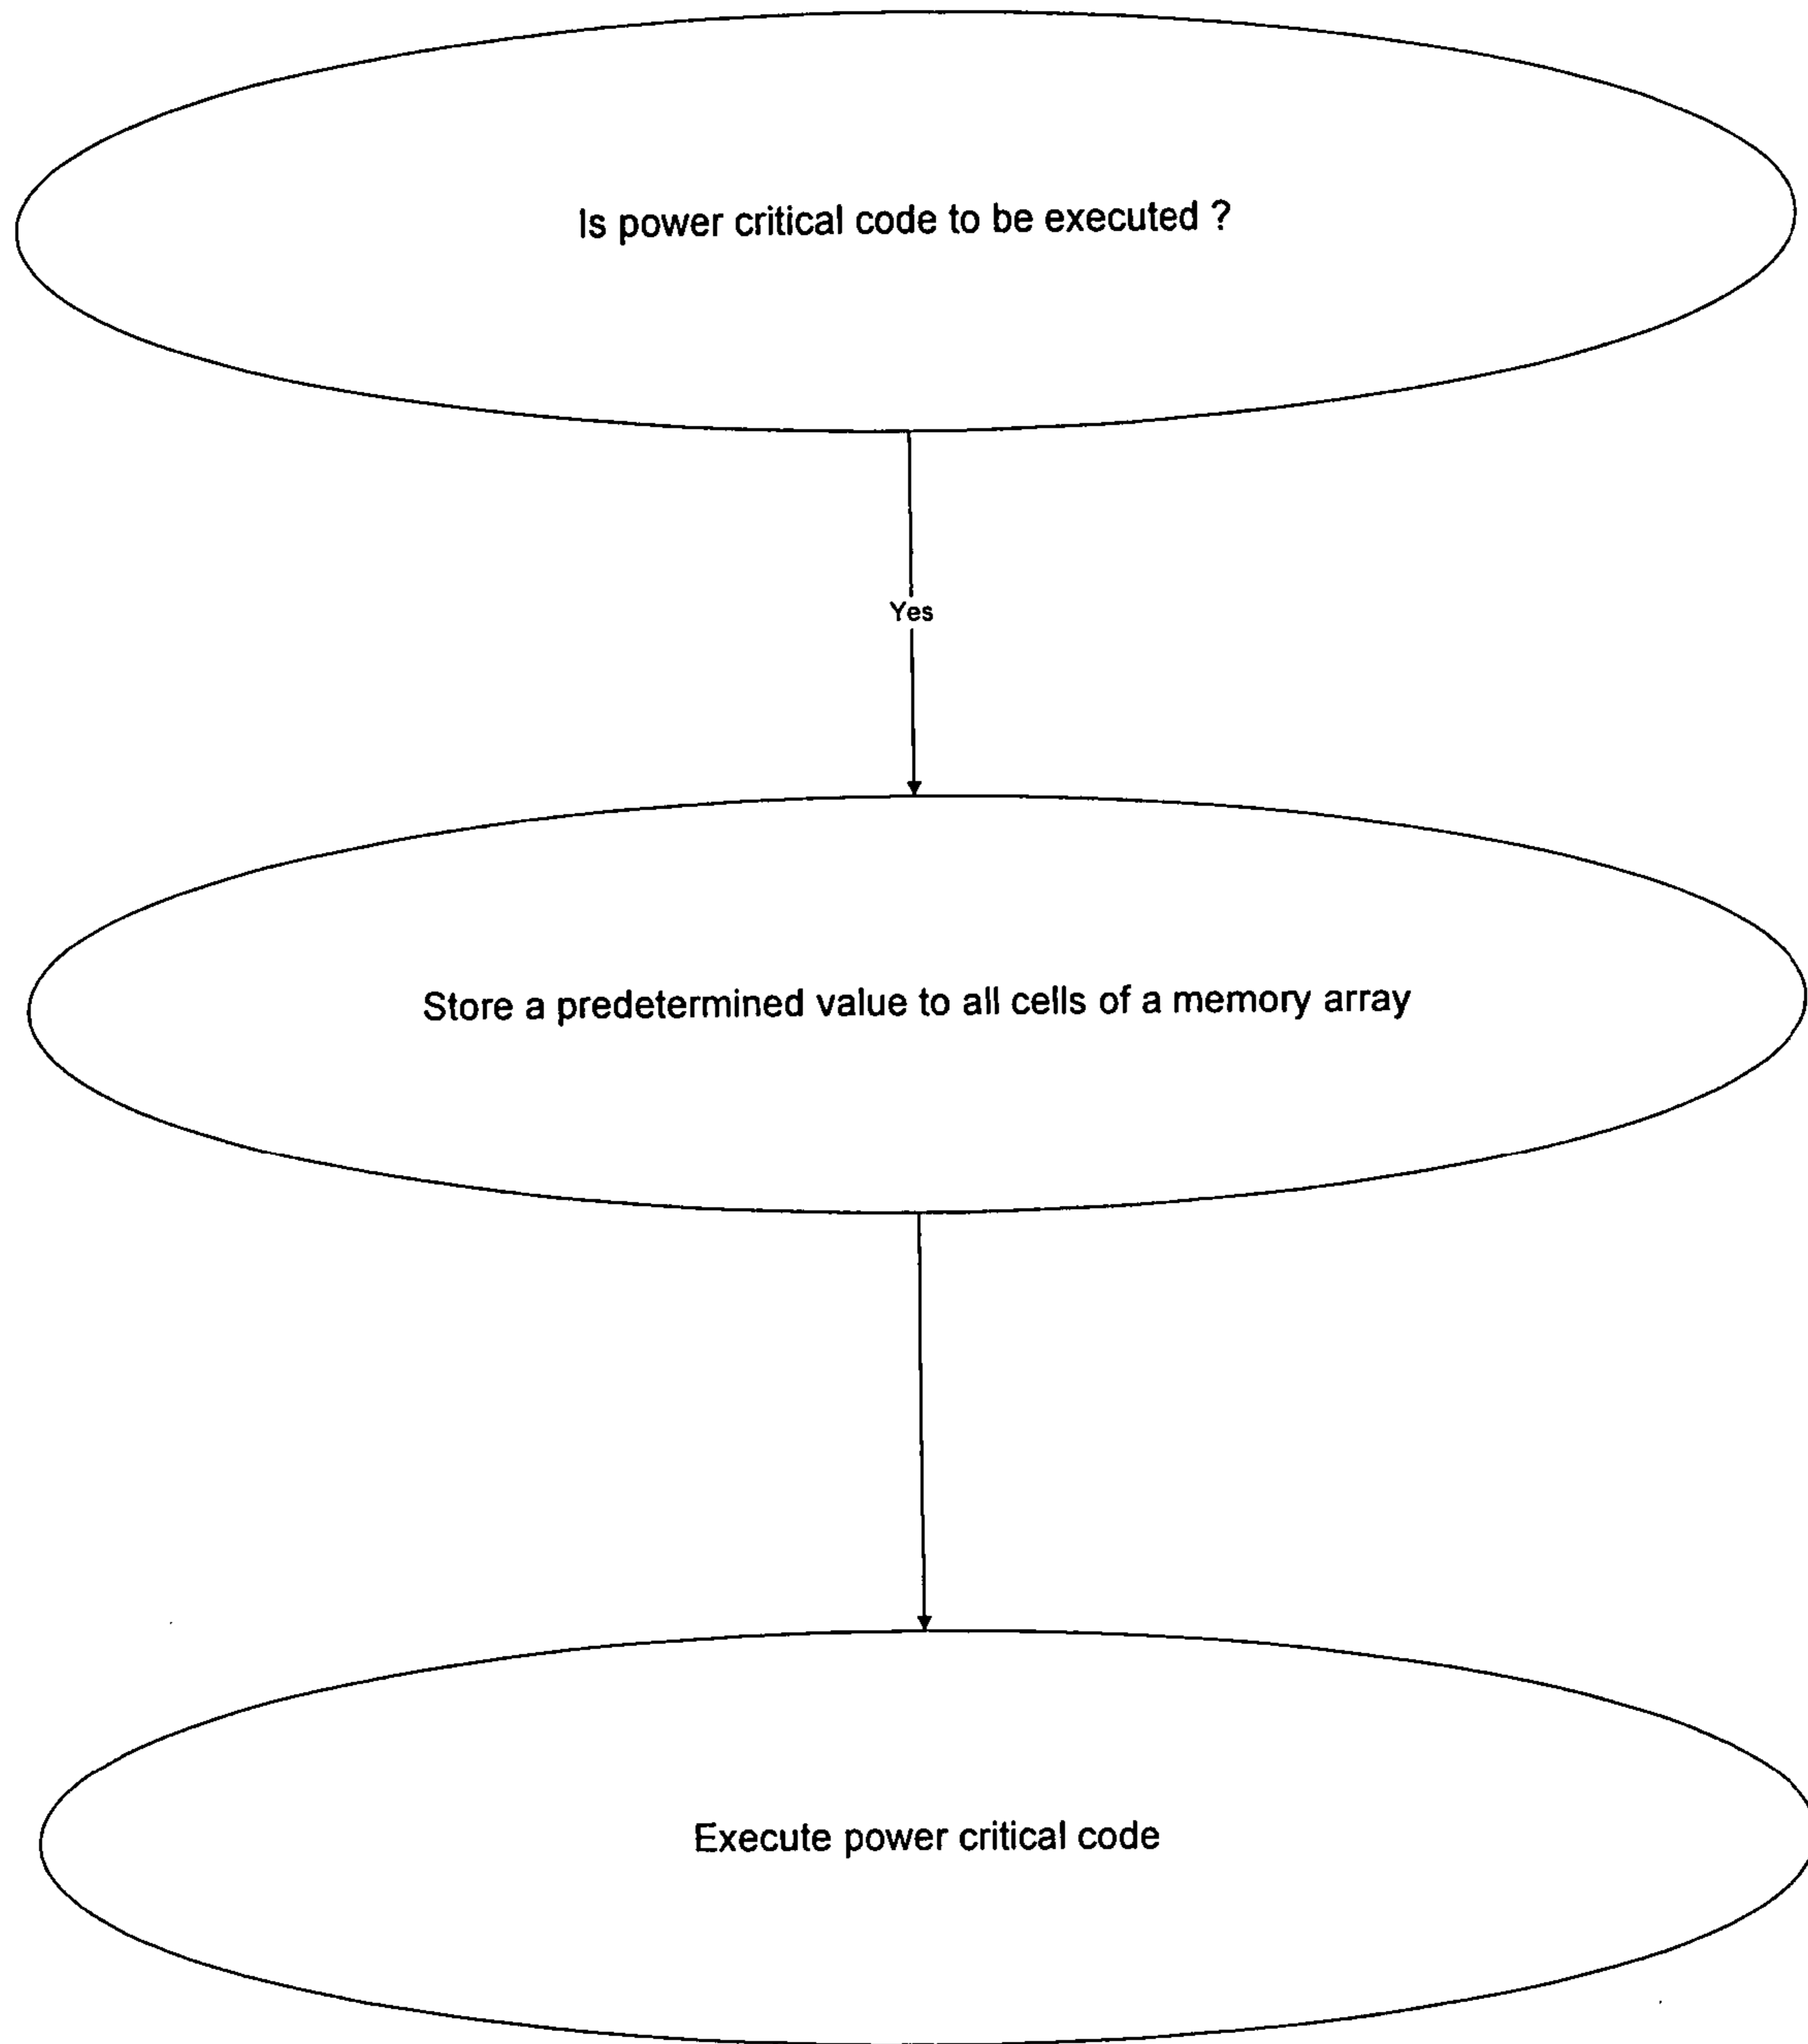 Is power critical code to be executed ?
Yes
Store a predetermined value to all cells of a memory array
Execute power critical code